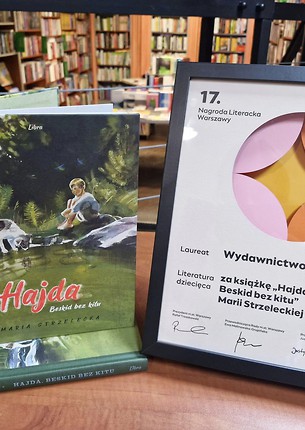 Libra
Hajda
Beskid bez kitu
MARIA STRZELECKA
HAJDA. BESKID BEZ KITU
17.
Nagroda Literacka
Warszawy
Laureat
Wydawnictwo
Literatura
dziecięca
za książkę „Hajda
Beskid bez kitu”
Marii Strzeleckiej